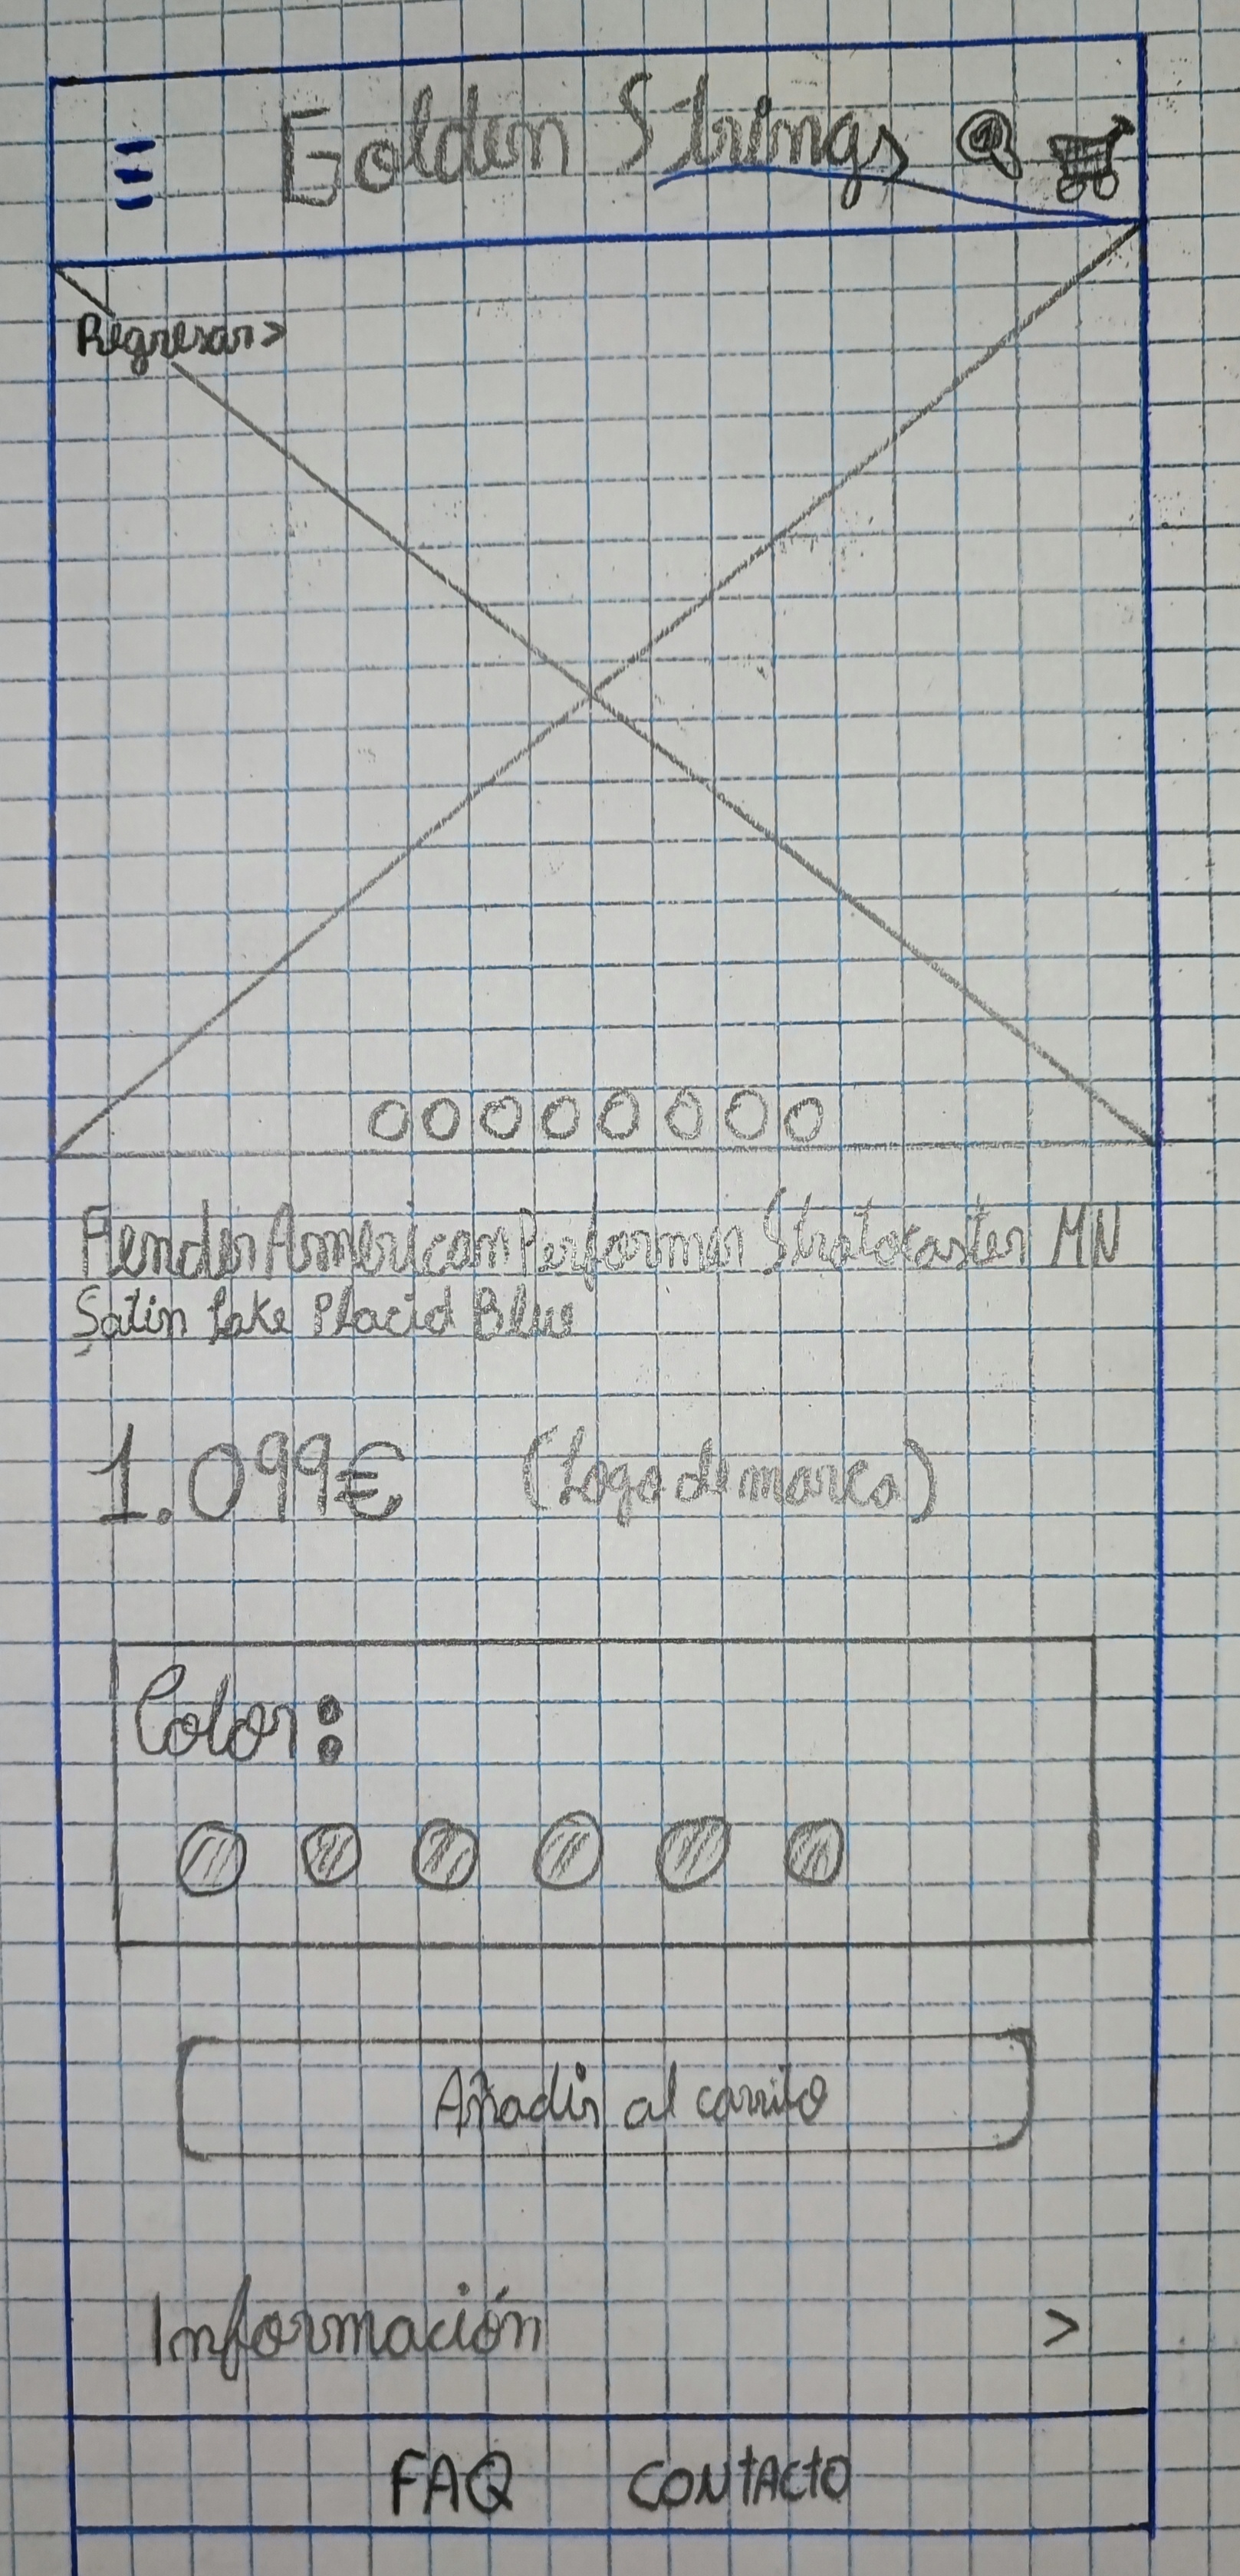 Golden Strings
Regresar >
Fender American Performer Stratocaster MN
Satin Lake Placid Blue
1.099€ (Logo de marca)
Color:
Añadir al carrito
Información >
FAQ CONTACTO